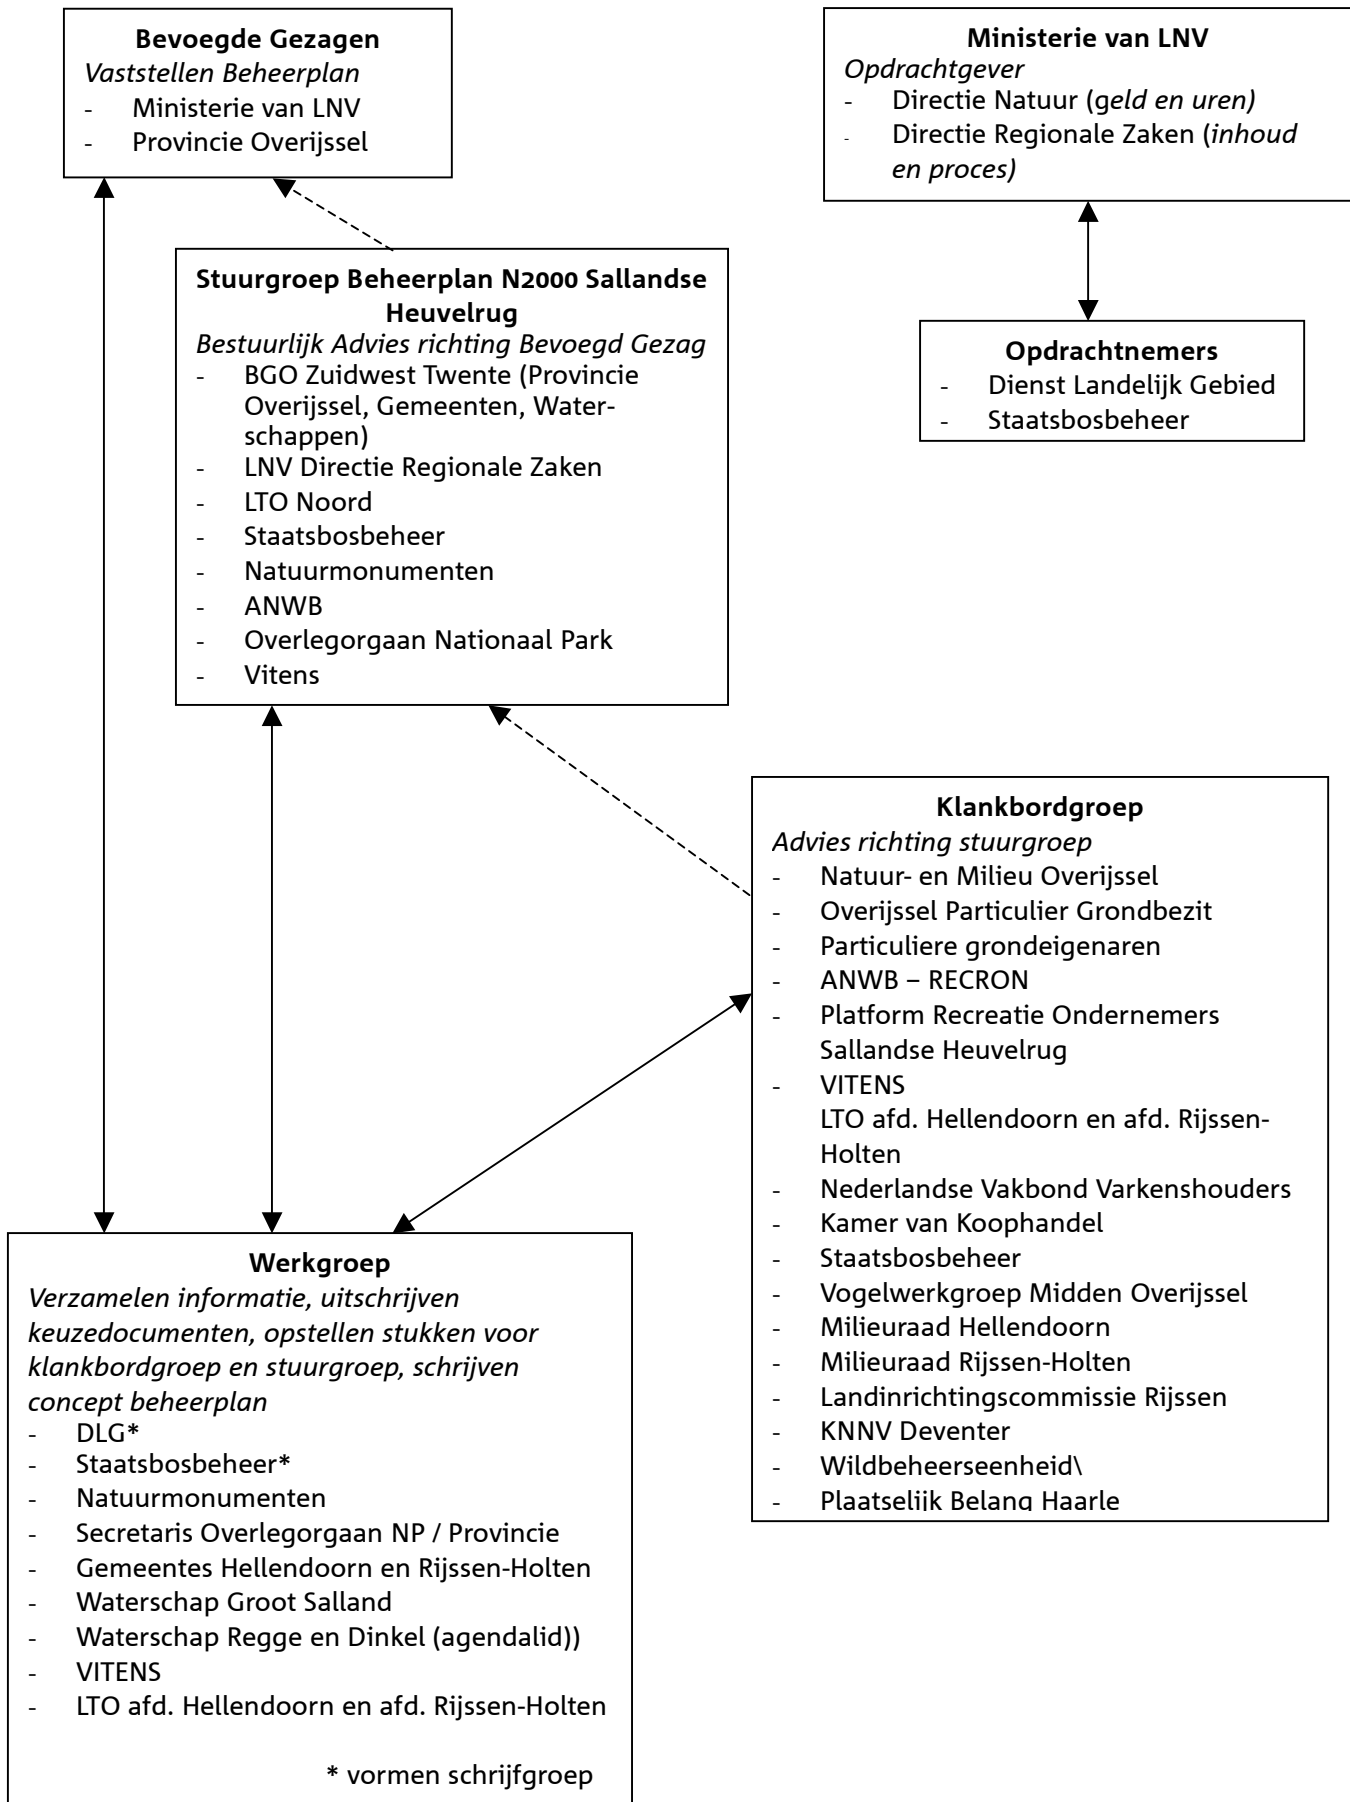 Bevoegde Gezagen
Vaststellen Beheerplan
- Ministerie van LNV
- Provincie Overijssel
Ministerie van LNV
Opdrachtgever
- Directie Natuur (geld en uren)
- Directie Regionale Zaken (inhoud
en proces)
Stuurgroep Beheerplan N2000 Sallandse
Heuvelrug
Bestuurlijk Advies richting Bevoegd Gezag
- BGO Zuidwest Twente (Provincie
Overijssel, Gemeenten, Water-
schappen)
- LNV Directie Regionale Zaken
- LTO Noord
- Staatsbosbeheer
- Natuurmonumenten
- ANWB
- Overlegorgaan Nationaal Park
- Vitens
Opdrachtnemers
- Dienst Landelijk Gebied
- Staatsbosbeheer
Klankbordgroep
Advies richting stuurgroep
- Natuur- en Milieu Overijssel
- Overijssel Particulier Grondbezit
- Particuliere grondeigenaren
- ANWB – RECRON
- Platform Recreatie Ondernemers
Sallandse Heuvelrug
- VITENS
LTO afd. Hellendoorn en afd. Rijssen-
Holten
- Nederlandse Vakbond Varkenshouders
- Kamer van Koophandel
- Staatsbosbeheer
- Vogelwerkgroep Midden Overijssel
- Milieuraad Hellendoorn
- Milieuraad Rijssen-Holten
- Landinrichtingscommissie Rijssen
- KNNV Deventer
- Wildbeheerseenheid\
- Plaatselijk Belang Haarle
Werkgroep
Verzamelen informatie, uitschrijven
keuzedocumenten, opstellen stukken voor
klankbordgroep en stuurgroep, schrijven
concept beheerplan
- DLG*
- Staatsbosbeheer*
- Natuurmonumenten
- Secretaris Overlegorgaan NP / Provincie
- Gemeentes Hellendoorn en Rijssen-Holten
- Waterschap Groot Salland
- Waterschap Regge en Dinkel (agendalid))
- VITENS
- LTO afd. Hellendoorn en afd. Rijssen-Holten
* vormen schrijfgroep